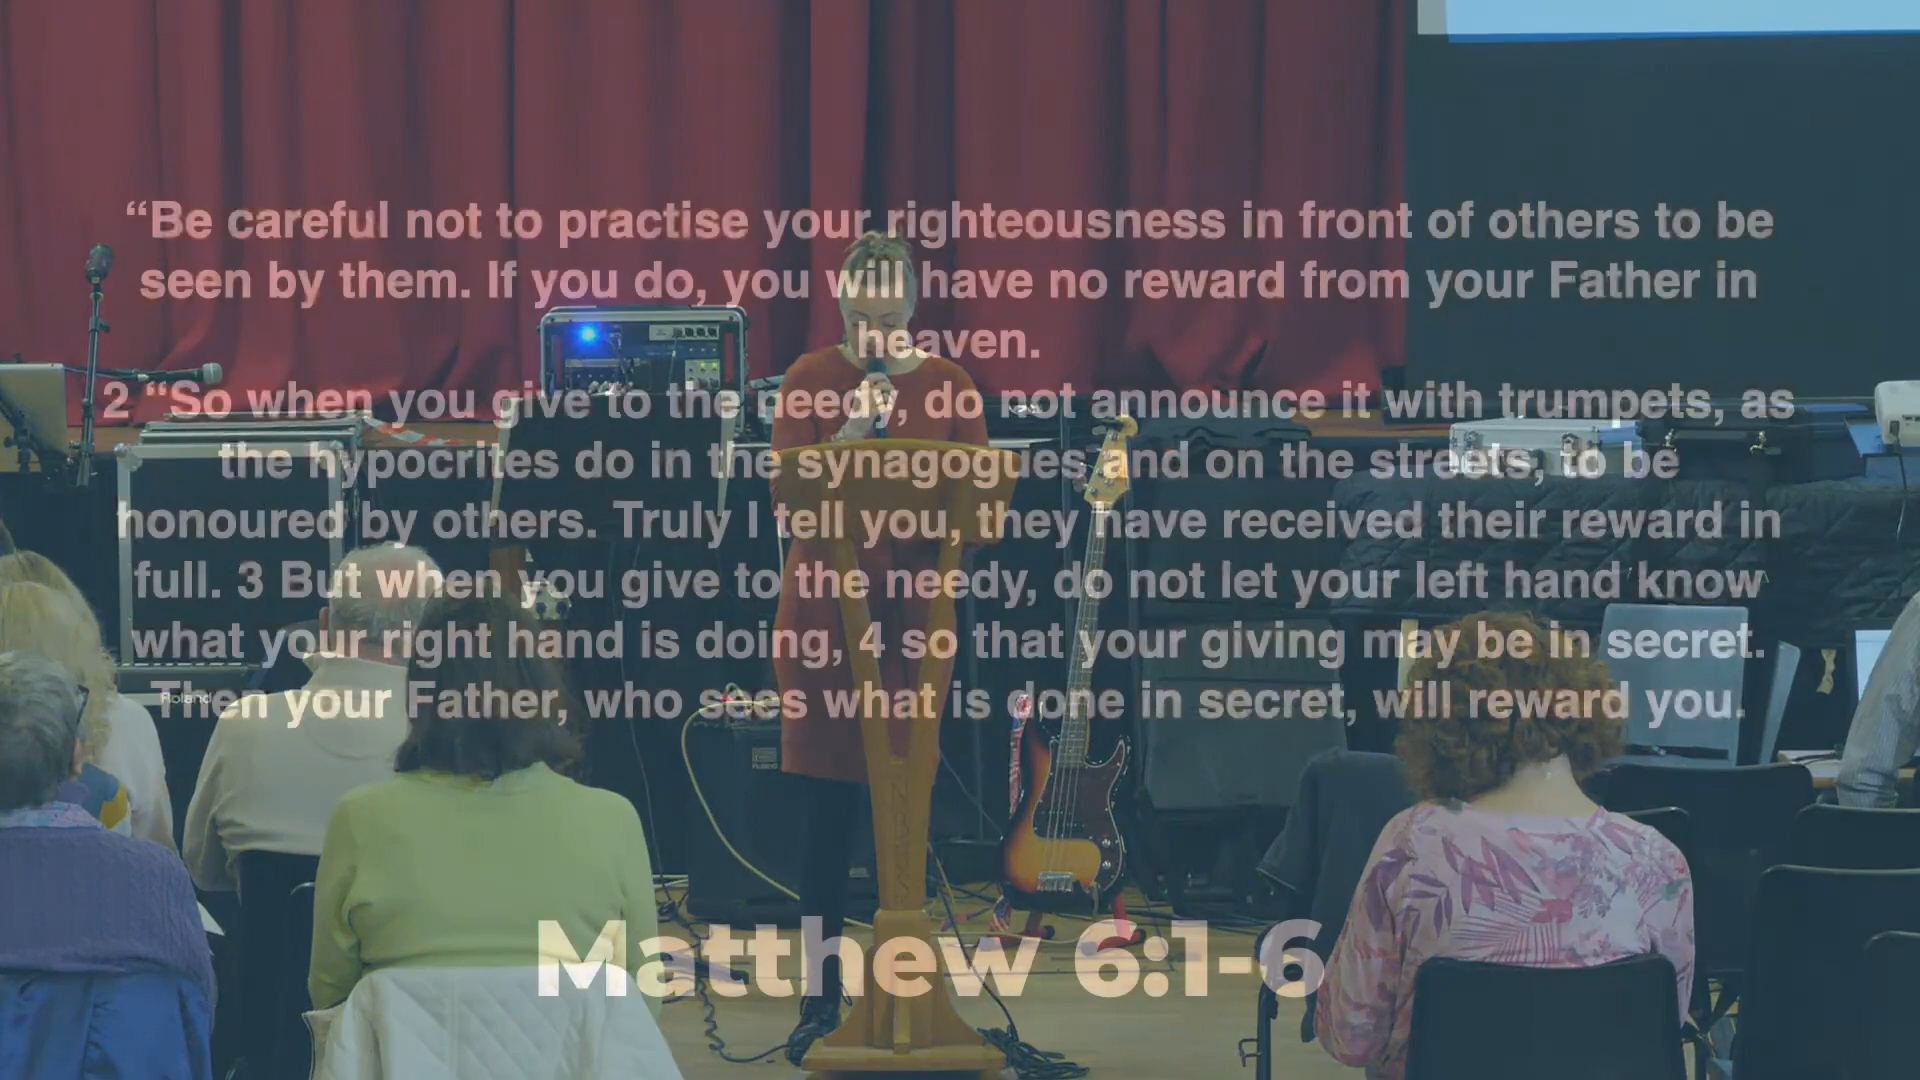 “Be careful not to practise your righteousness in front of others to be
seen by them. If you do, you will have no reward from your Father in
heaven.
2 “So when you give to the needy, do not announce it with trumpets, as
the hypocrites do in the synagogues and on the streets, to be
honoured by others. Truly I tell you, they have received their reward in
full. 3 But when you give to the needy, do not let your left hand know
what your right hand is doing, 4 so that your giving may be in secret.
Then your Father, who sees what is done in secret, will reward you.
Roland
Matthew 6:1-6